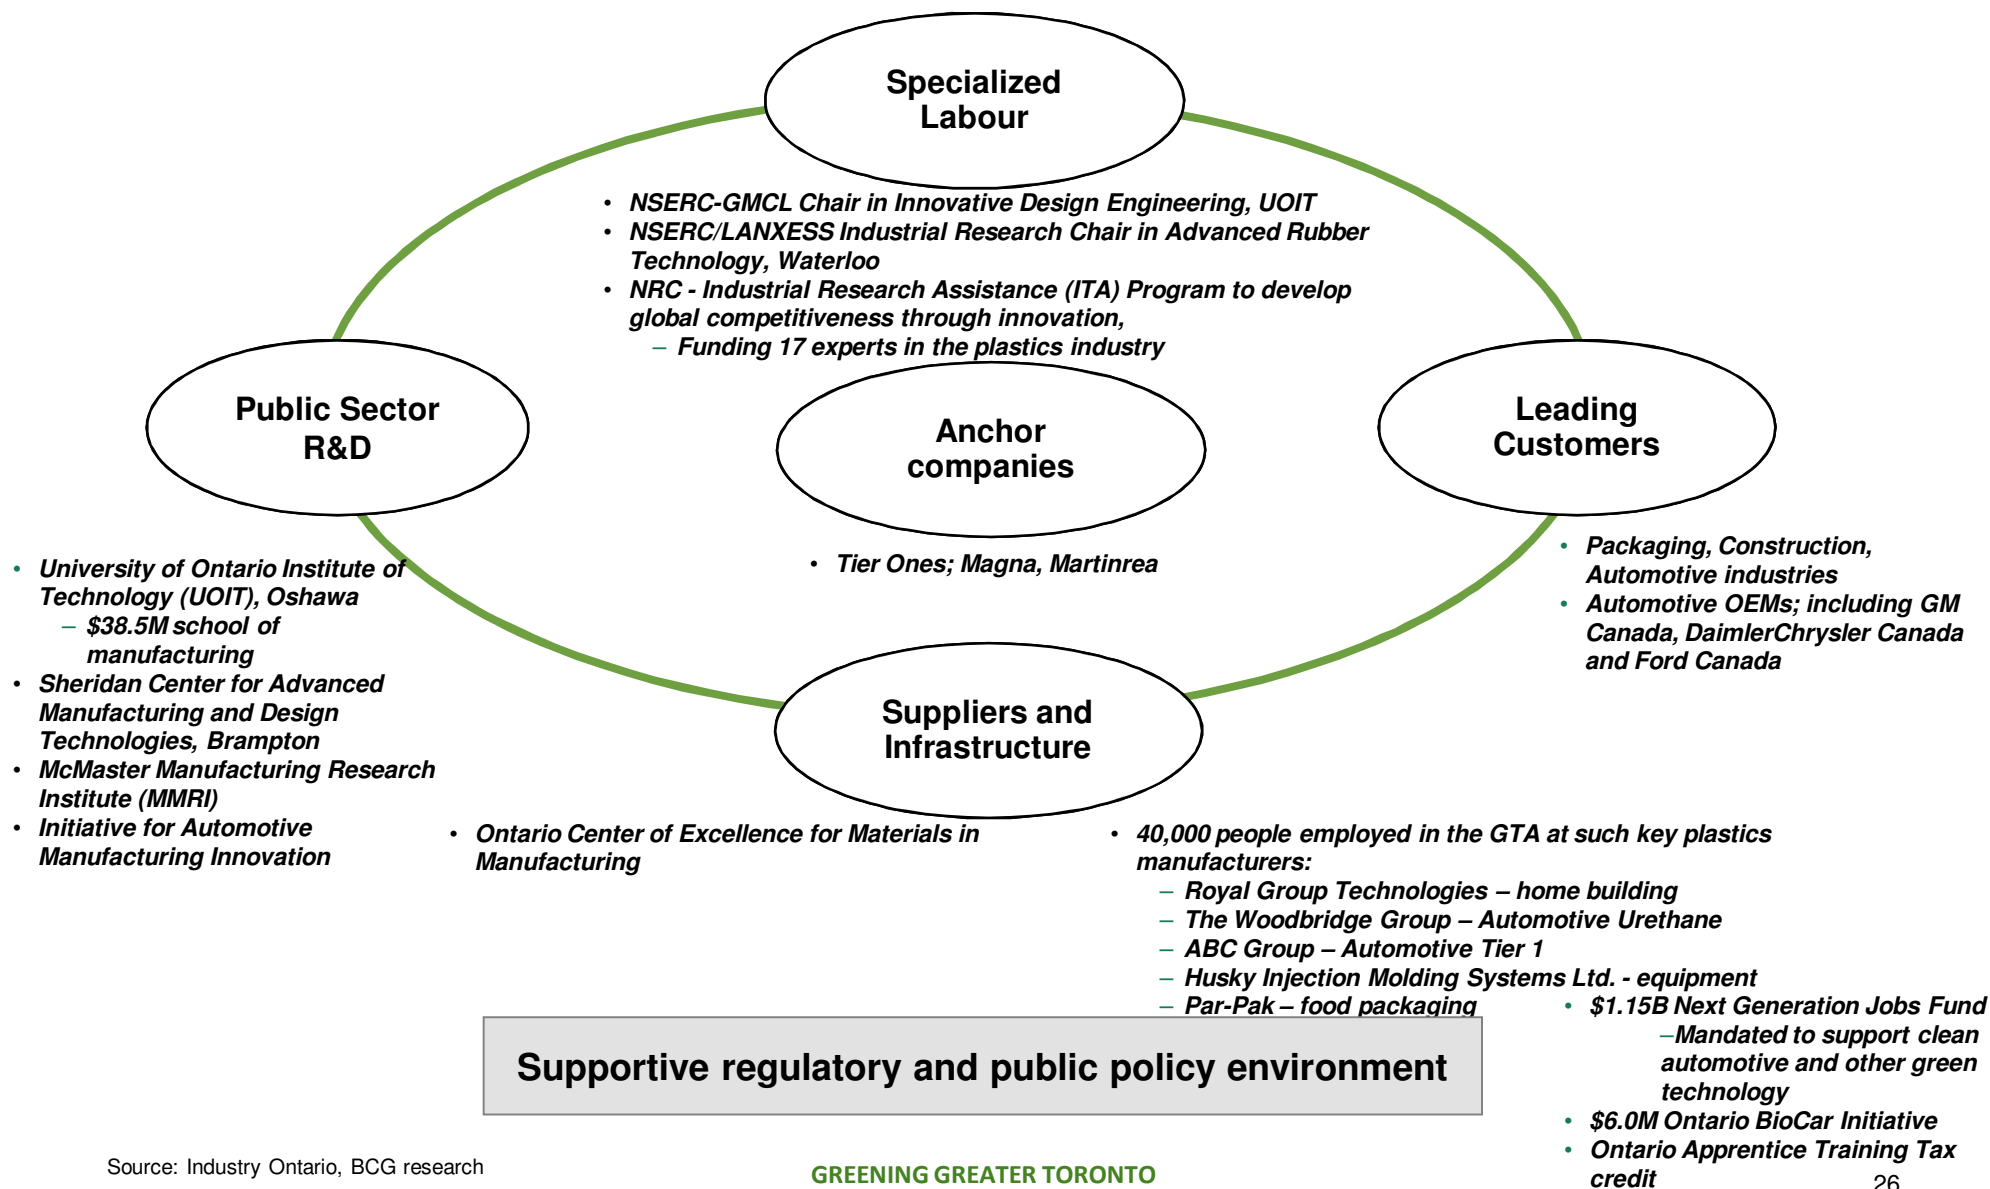 Specialized
Labour
• NSERC-GMCL Chair in Innovative Design Engineering, UOIT
• NSERC/LANXESS Industrial Research Chair in Advanced Rubber
Technology, Waterloo
• NRC - Industrial Research Assistance (ITA) Program to develop
global competitiveness through innovation,
– Funding 17 experts in the plastics industry
Public Sector
R&D
Anchor
companies
Leading
Customers
• University of Ontario Institute of
Technology (UOIT), Oshawa
– $38.5M school of
manufacturing
• Sheridan Center for Advanced
Manufacturing and Design
Technologies, Brampton
• McMaster Manufacturing Research
Institute (MMRI)
• Initiative for Automotive
Manufacturing Innovation
• Tier Ones; Magna, Martinrea
• Packaging, Construction,
Automotive industries
• Automotive OEMs; including GM
Canada, DaimlerChrysler Canada
and Ford Canada
Suppliers and
Infrastructure
• Ontario Center of Excellence for Materials in
Manufacturing
• 40,000 people employed in the GTA at such key plastics
manufacturers:
– Royal Group Technologies – home building
– The Woodbridge Group – Automotive Urethane
– ABC Group – Automotive Tier 1
– Husky Injection Molding Systems Ltd. - equipment
– Par-Pak – food packaging
Supportive regulatory and public policy environment
• $1.15B Next Generation Jobs Fund
–Mandated to support clean
automotive and other green
technology
• $6.0M Ontario BioCar Initiative
• Ontario Apprentice Training Tax
credit
Source: Industry Ontario, BCG research
GREENING GREATER TORONTO
26